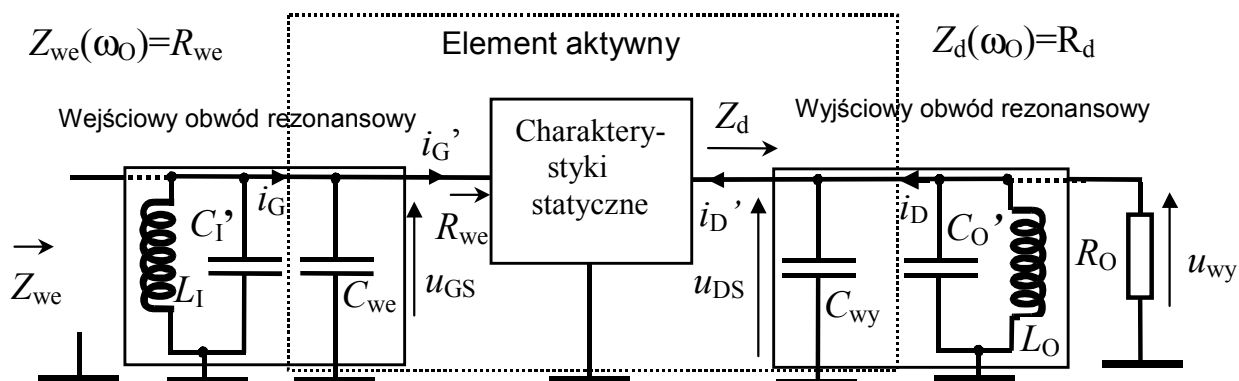 Z_we(ω_O)=R_we
Element aktywny
Z_d(ω_O)=R_d
Wejściowy obwód rezonansowy
Wyjściowy obwód rezonansowy
Charaktery-
styki
statyczne
i_G'
Z_d
i_G
R_we
i_D'
i_D
C_I'
C_O'
Z_we
L_I
C_we
u_GS
u_DS
C_wy
L_O
R_O
u_wy